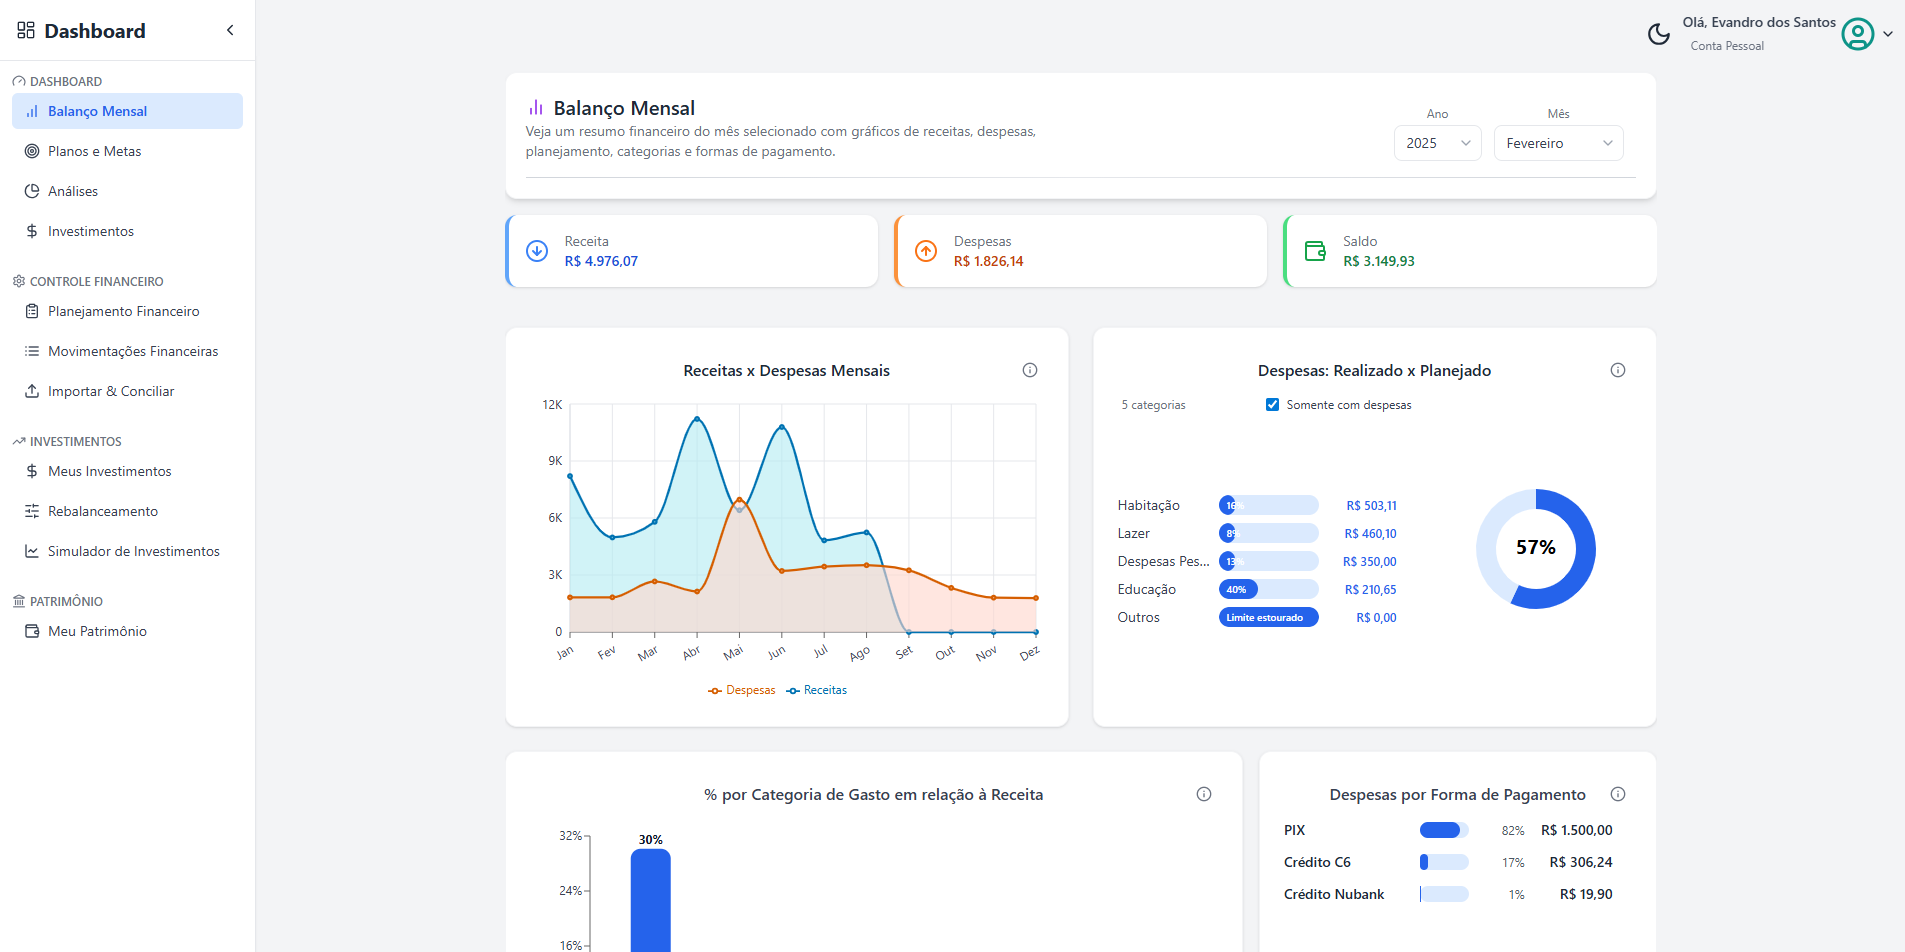 Dashboard
DASHBOARD
Balanço Mensal
Planos e Metas
Análises
Investimentos
CONTROLE FINANCEIRO
Planejamento Financeiro
Movimentações Financeiras
Importar & Conciliar
INVESTIMENTOS
Meus Investimentos
Rebalanceamento
Simulador de Investimentos
PATRIMÔNIO
Meu Patrimônio
Olá, Evandro dos Santos
Conta Pessoal
Balanço Mensal
Veja um resumo financeiro do mês selecionado com gráficos de receitas, despesas,
planejamento, categorias e formas de pagamento.
Ano
2025
Mês
Fevereiro
Receita
R$ 4.976,07
Despesas
R$ 1.826,14
Saldo
R$ 3.149,93
Receitas x Despesas Mensais
12K
9K
6K
3K
0
Jan Fev Mar Abr Mai Jun Jul Ago Set Out Nov Dez
Despesas Receitas
Despesas: Realizado x Planejado
5 categorias Somente com despesas
Habitação 16% R$ 503,11
Lazer 8% R$ 460,10
Despesas Pes... 13% R$ 350,00
Educação 40% R$ 210,65
Outros Limite estourado R$ 0,00
57%
% por Categoria de Gasto em relação à Receita
32%
30%
24%
16%
Despesas por Forma de Pagamento
PIX 82% R$ 1.500,00
Crédito C6 17% R$ 306,24
Crédito Nubank 1% R$ 19,90